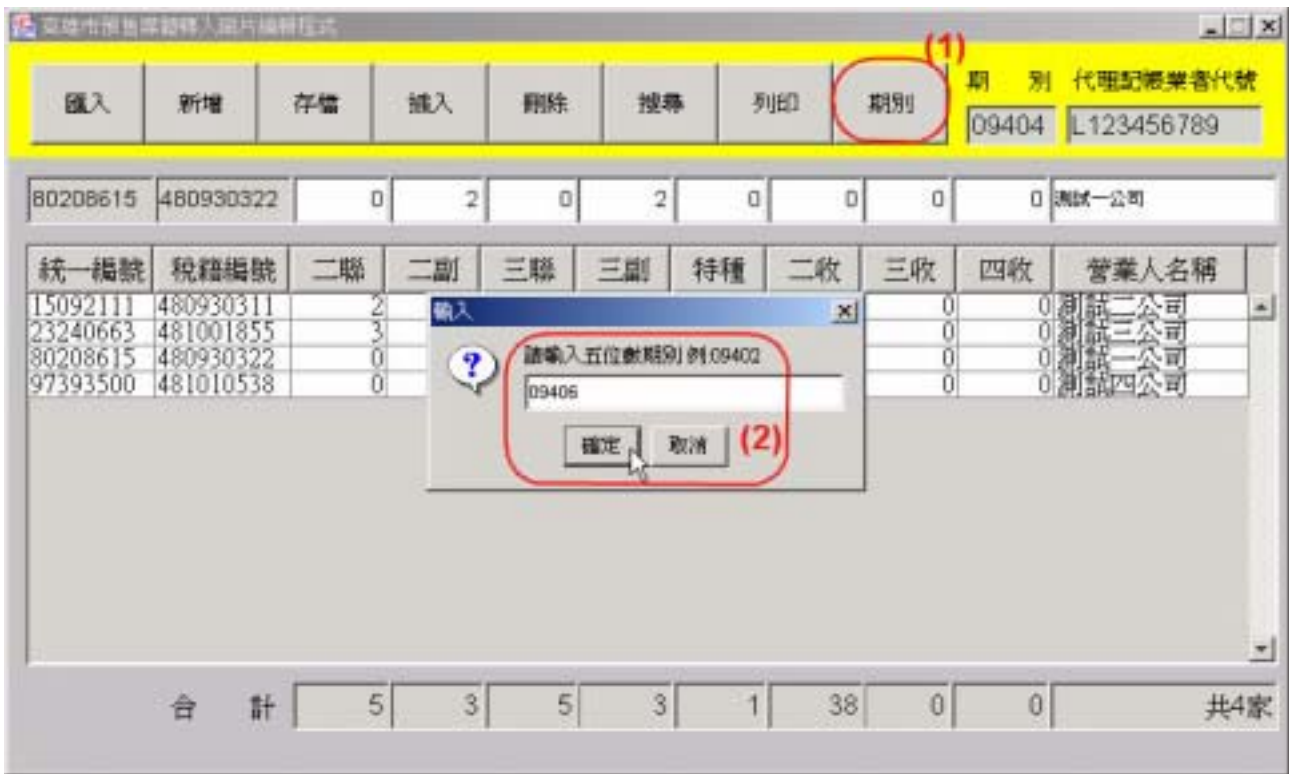 (1)
匯入 新增 存檔 插入 刪除 搜尋 列印 期別 期 別 代理記帳業者代號
09404 L123456789
80208615 480930322 0 2 0 2 0 0 0 0 測試一公司
統一編號 稅籍編號 二聯 二副 三聯 三副 特種 二收 三收 四收 營業人名稱
15092111 480930311 2 0 0 測試二公司
23240663 481001855 3 0 0 測試三公司
80208615 480930322 0 0 0 測試一公司
97393500 481010538 0 0 0 測試四公司
輸入
請輸入五位數期別 例:09402
09406
確定 取消 (2)
合 計 5 3 5 3 1 38 0 0 共4家